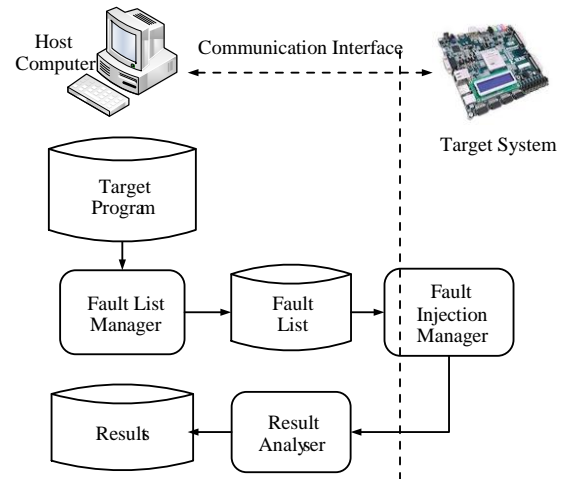 Host
Computer
Communication Interface
Target System
Target
Program
Fault List
Manager
Fault
List
Fault
Injection
Manager
Results
Result
Analyser